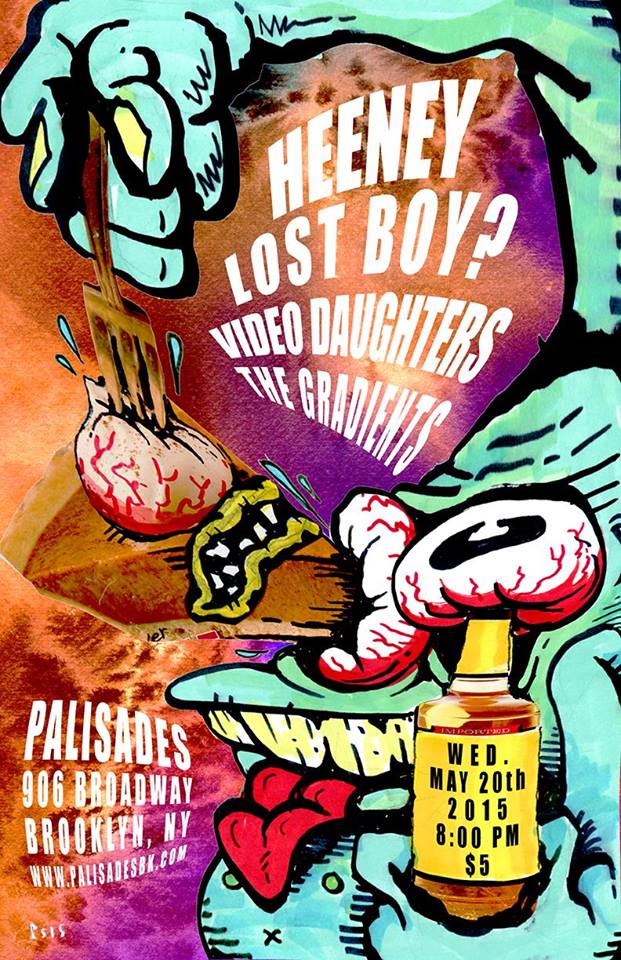 HEENEY
LOST BOY?
VIDEO DAUGHTERS
THE GRADIENTS
PALISADES
906 BROADWAY
BROOKLYN, NY
WWW.PALISADESBK.COM
IMPORTED
WED.
MAY 20th
2015
8:00 PM
$5